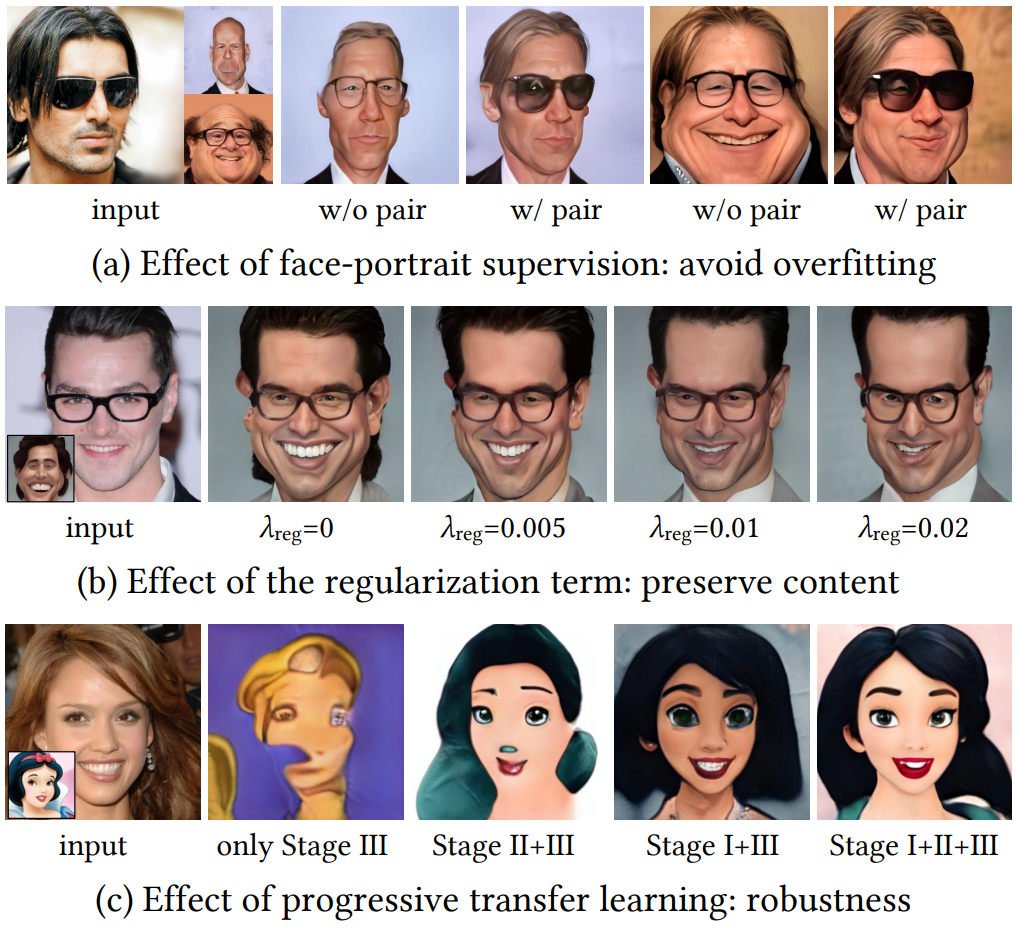 input w/o pair w/ pair w/o pair w/ pair
(a) Effect of face-portrait supervision: avoid overfitting
input λreg=0 λreg=0.005 λreg=0.01 λreg=0.02
(b) Effect of the regularization term: preserve content
input only Stage III Stage II+III Stage I+III Stage I+II+III
(c) Effect of progressive transfer learning: robustness